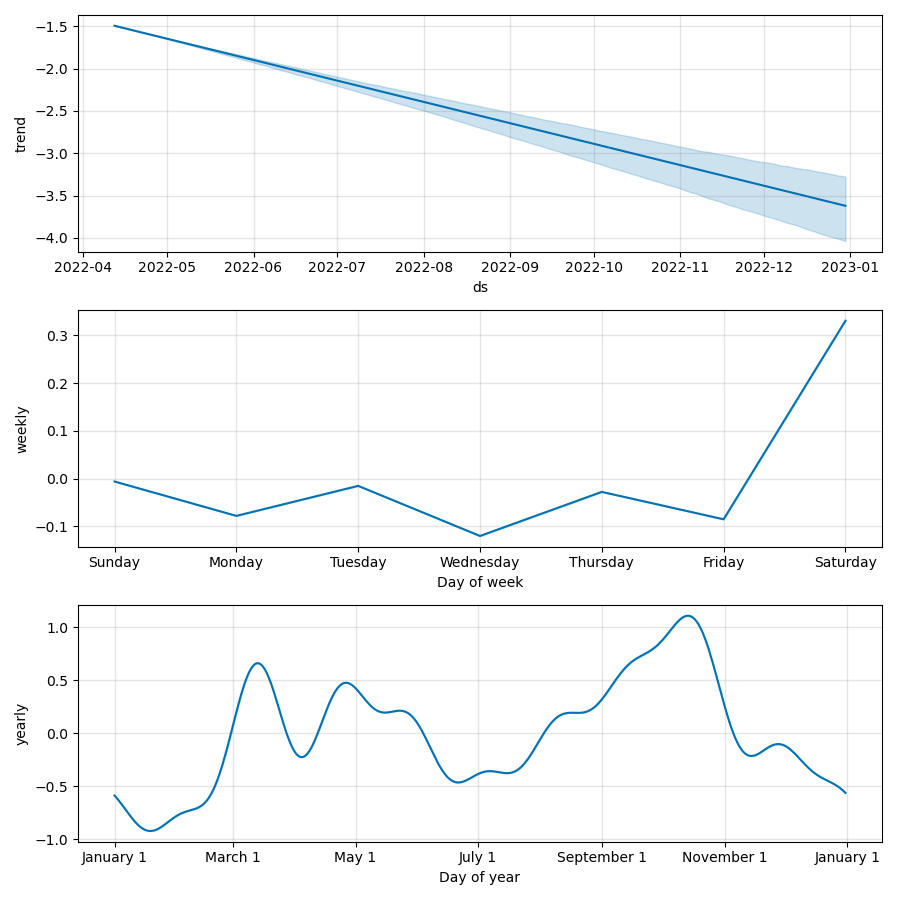 −1.5
−2.0
−2.5
−3.0
−3.5
−4.0
trend
2022-04 2022-05 2022-06 2022-07 2022-08 2022-09 2022-10 2022-11 2022-12 2023-01
ds
0.3
0.2
0.1
0.0
−0.1
weekly
Sunday Monday Tuesday Wednesday Thursday Friday Saturday
Day of week
1.0
0.5
0.0
−0.5
−1.0
yearly
January 1 March 1 May 1 July 1 September 1 November 1 January 1
Day of year